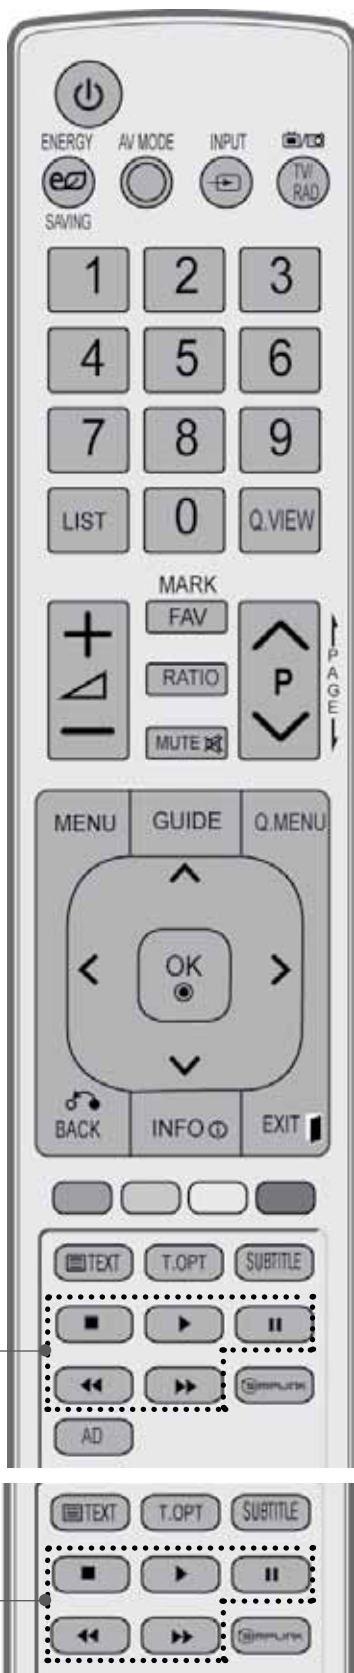 ENERGY AV MODE INPUT
TV/
RAD
SAVING
1 2 3
4 5 6
7 8 9
LIST 0 Q.VIEW
MARK
FAV
RATIO P
MUTE
PAGE
MENU GUIDE Q.MENU
OK
BACK INFO EXIT
TEXT T.OPT SUBTITLE
SIMPLINK
AD
TEXT T.OPT SUBTITLE
SIMPLINK